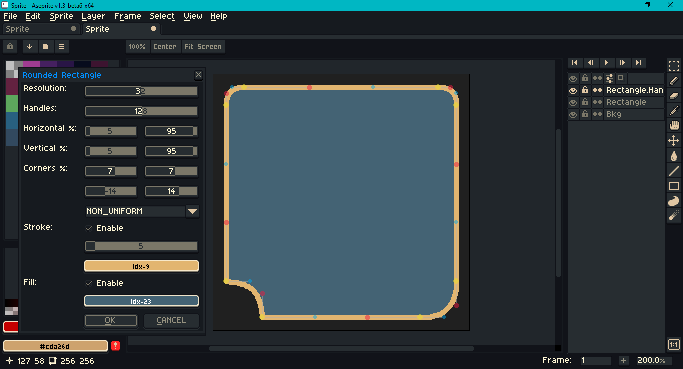 Sprite - Aseprite v1.3-beta6-x64
File Edit Sprite Layer Frame Select View Help
Sprite Sprite
100% Center Fit Screen
Rounded Rectangle
Resolution:
Handles:
Horizontal %: 5 95
Vertical %: 5 95
Corners %: 7 7
-14 14
NON_UNIFORM
Stroke: Enable
5
Idx-9
Fill: Enable
Idx-23
OK CANCEL
Rectangle.Han
Rectangle
Bkg
#cda26d
1:1
127 58 256 256
Frame: 1 + 200.0%